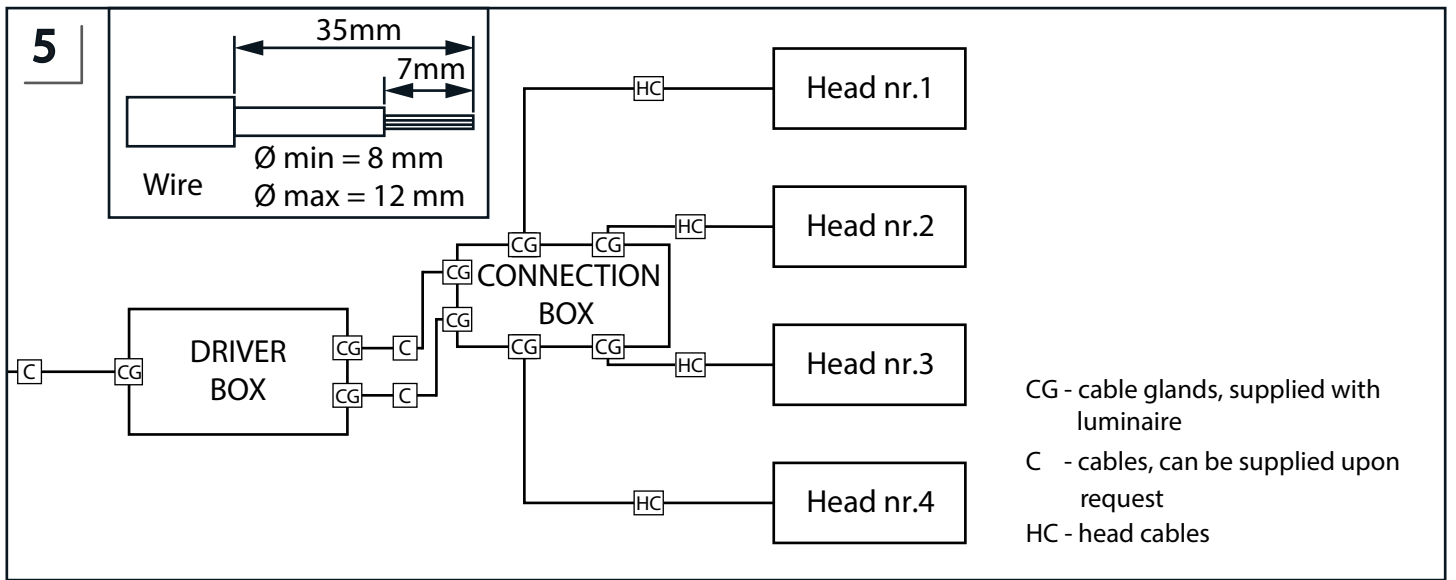 5
35mm
7mm
Ø min = 8 mm
Wire
Ø max = 12 mm
HC
Head nr.1
HC
Head nr.2
CG
CG
CG
CONNECTION
BOX
CG
CG
CG
HC
Head nr.3
HC
Head nr.4
C
CG
DRIVER
BOX
CG
C
CG
C
CG - cable glands, supplied with
luminaire
C - cables, can be supplied upon
request
HC - head cables